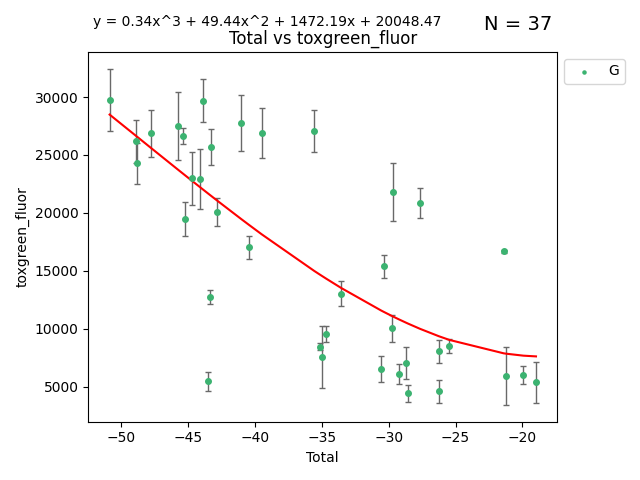 y = 0.34x^3 + 49.44x^2 + 1472.19x + 20048.47
N = 37
Total vs toxgreen_fluor
G
30000
25000
20000
15000
10000
5000
toxgreen_fluor
−50 −45 −40 −35 −30 −25 −20
Total